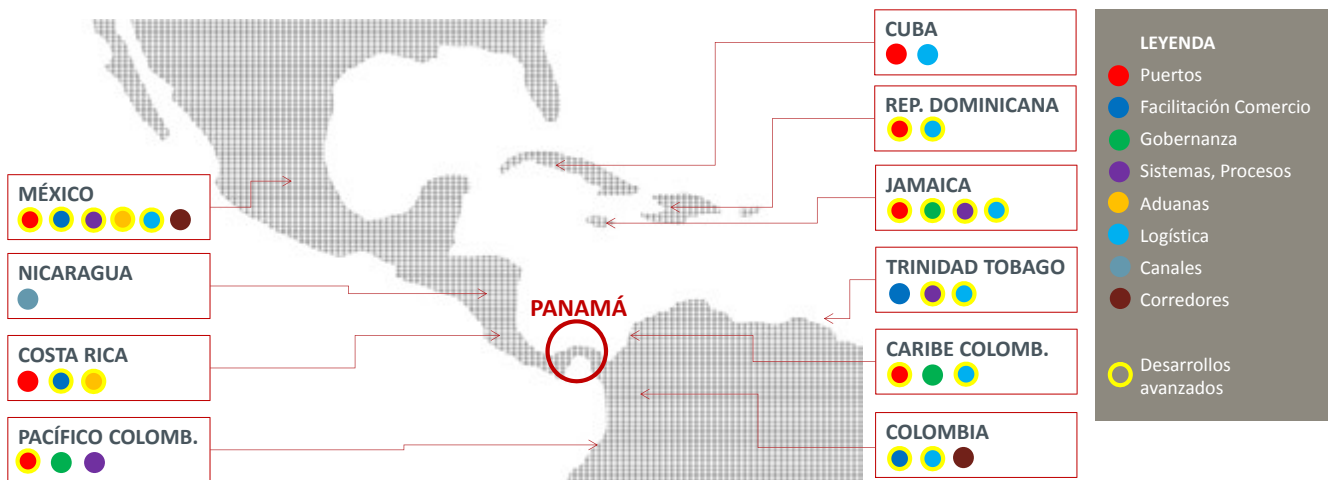 MÉXICO
NICARAGUA
COSTA RICA
PACÍFICO COLOMB.
PANAMÁ
CUBA
REP. DOMINICANA
JAMAICA
TRINIDAD TOBAGO
CARIBE COLOMB.
COLOMBIA
LEYENDA
Puertos
Facilitación Comercio
Gobernanza
Sistemas, Procesos
Aduanas
Logística
Canales
Corredores
Desarrollos
avanzados